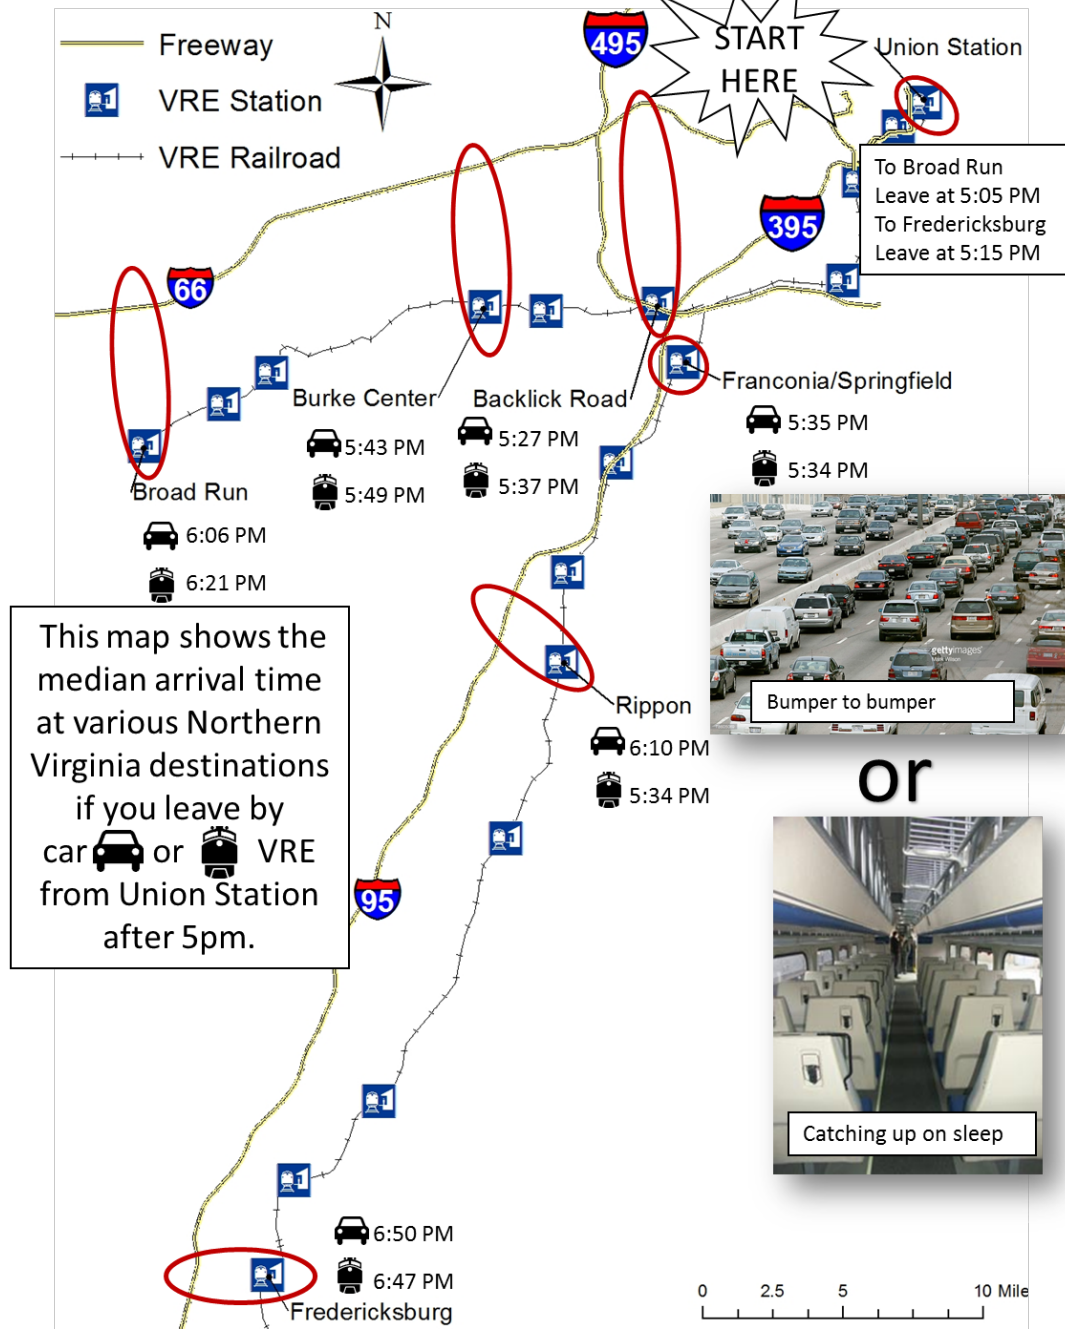 Freeway
VRE Station
VRE Railroad
N
495
START
HERE
Union Station
To Broad Run
Leave at 5:05 PM
To Fredericksburg
Leave at 5:15 PM
395
66
Burke Center
5:43 PM
5:49 PM
Backlick Road
5:27 PM
5:37 PM
Franconia/Springfield
5:35 PM
5:34 PM
Broad Run
6:06 PM
6:21 PM
This map shows the
median arrival time
at various Northern
Virginia destinations
if you leave by
car or VRE
from Union Station
after 5pm.
gettyimages
Mark Wilson
Bumper to bumper
Rippon
6:10 PM
5:34 PM
or
95
Catching up on sleep
6:50 PM
6:47 PM
Fredericksburg
0 2.5 5 10 Mile